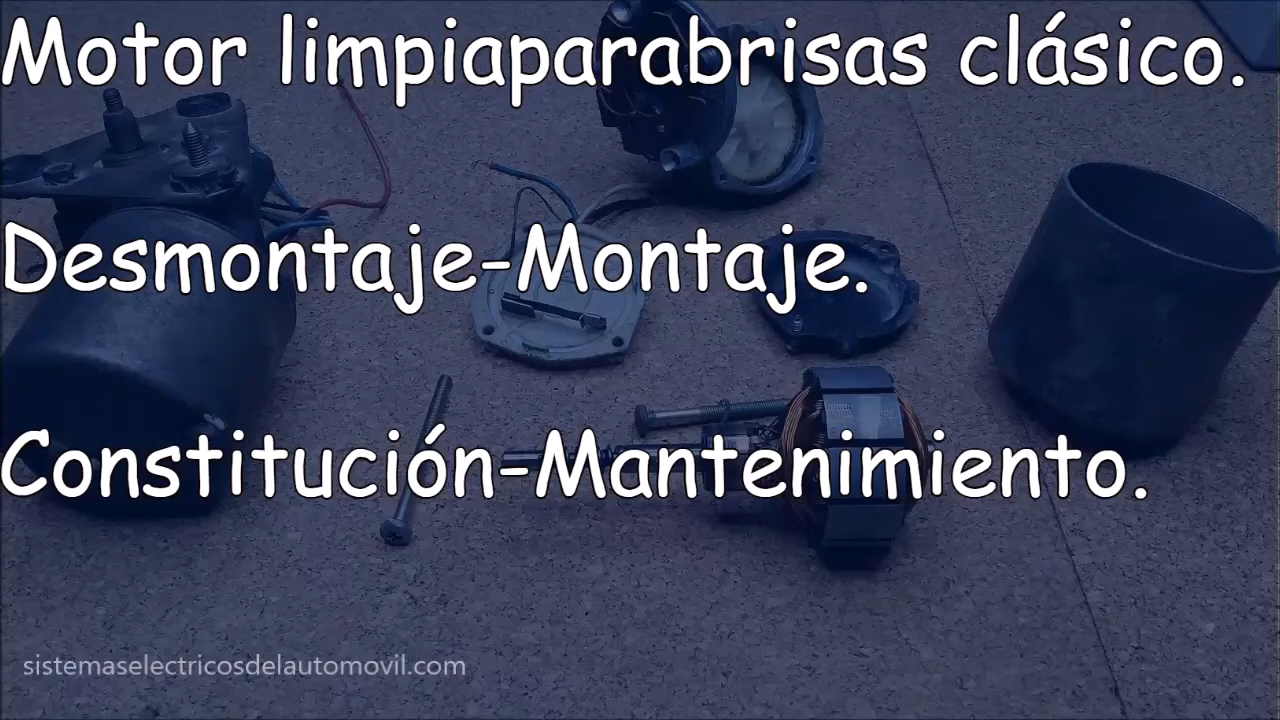 Motor limpiaparabrisas clásico.
Desmontaje-Montaje.
Constitución-Mantenimiento.
sistemaselectricosdelautomovil.com